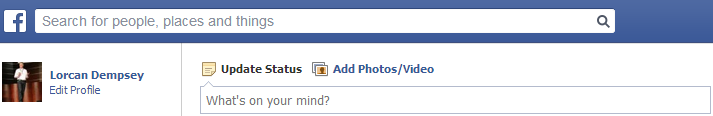 f Search for people, places and things
Update Status Add Photos/Video
Lorcan Dempsey
Edit Profile
What's on your mind?